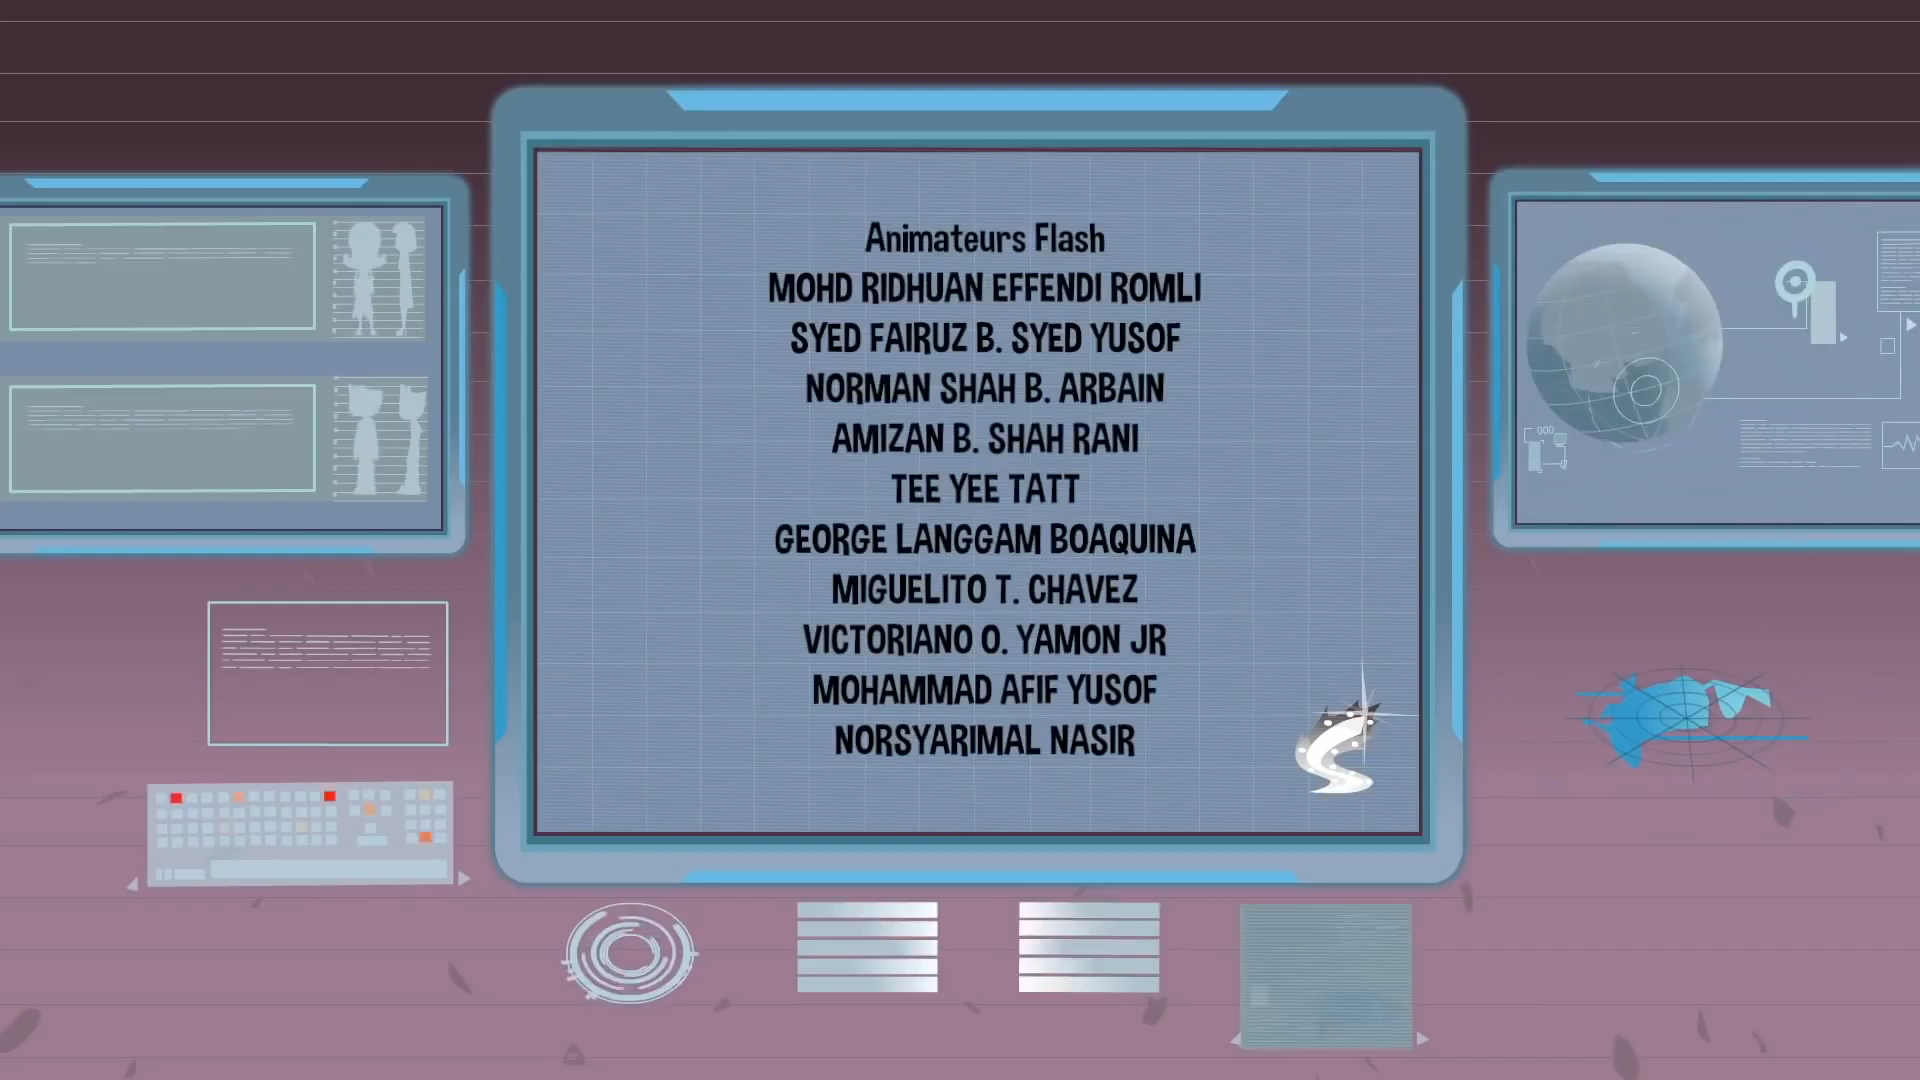 Animateurs Flash
MOHD RIDHUAN EFFENDI ROMLI
SYED FAIRUZ B. SYED YUSOF
NORMAN SHAH B. ARBAIN
AMIZAN B. SHAH RANI
TEE YEE TATT
GEORGE LANGGAM BOAQUINA
MIGUELITO T. CHAVEZ
VICTORIANO O. YAMON JR
MOHAMMAD AFIF YUSOF
NORSYARIMAL NASIR
000